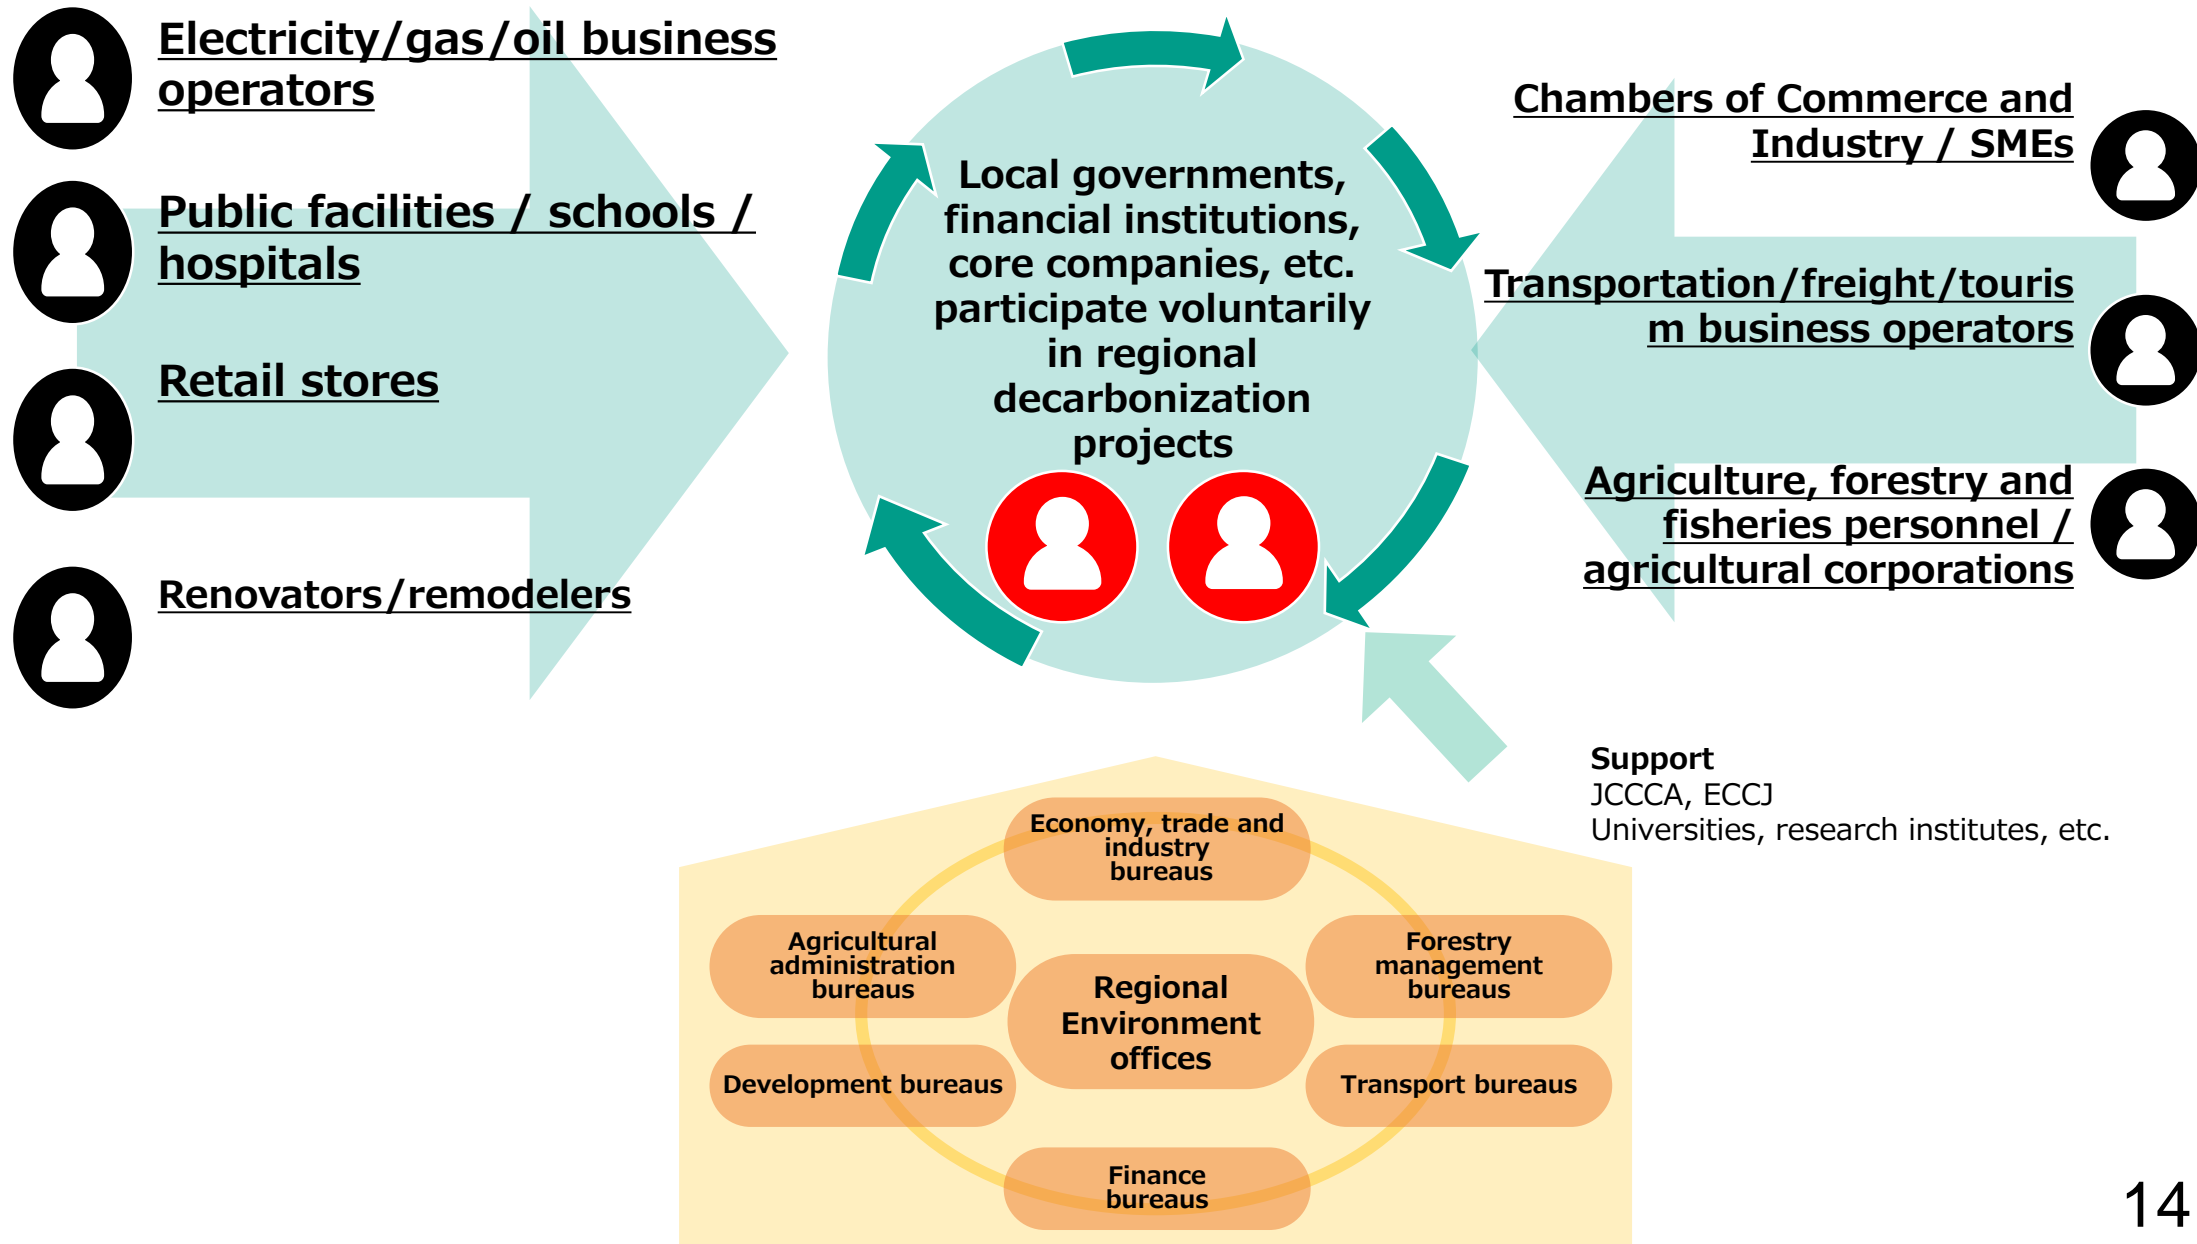 Electricity/gas/oil business
operators
Public facilities / schools /
hospitals
Retail stores
Renovators/remodelers
Local governments,
financial institutions,
core companies, etc.
participate voluntarily
in regional
decarbonization
projects
Chambers of Commerce and
Industry / SMEs
Transportation/freight/touris
m business operators
Agriculture, forestry and
fisheries personnel /
agricultural corporations
Support
JCCCA, ECCJ
Universities, research institutes, etc.
Economy, trade and
industry
bureaus
Agricultural
administration
bureaus
Forestry
management
bureaus
Regional
Environment
offices
Development bureaus
Transport bureaus
Finance
bureaus
14